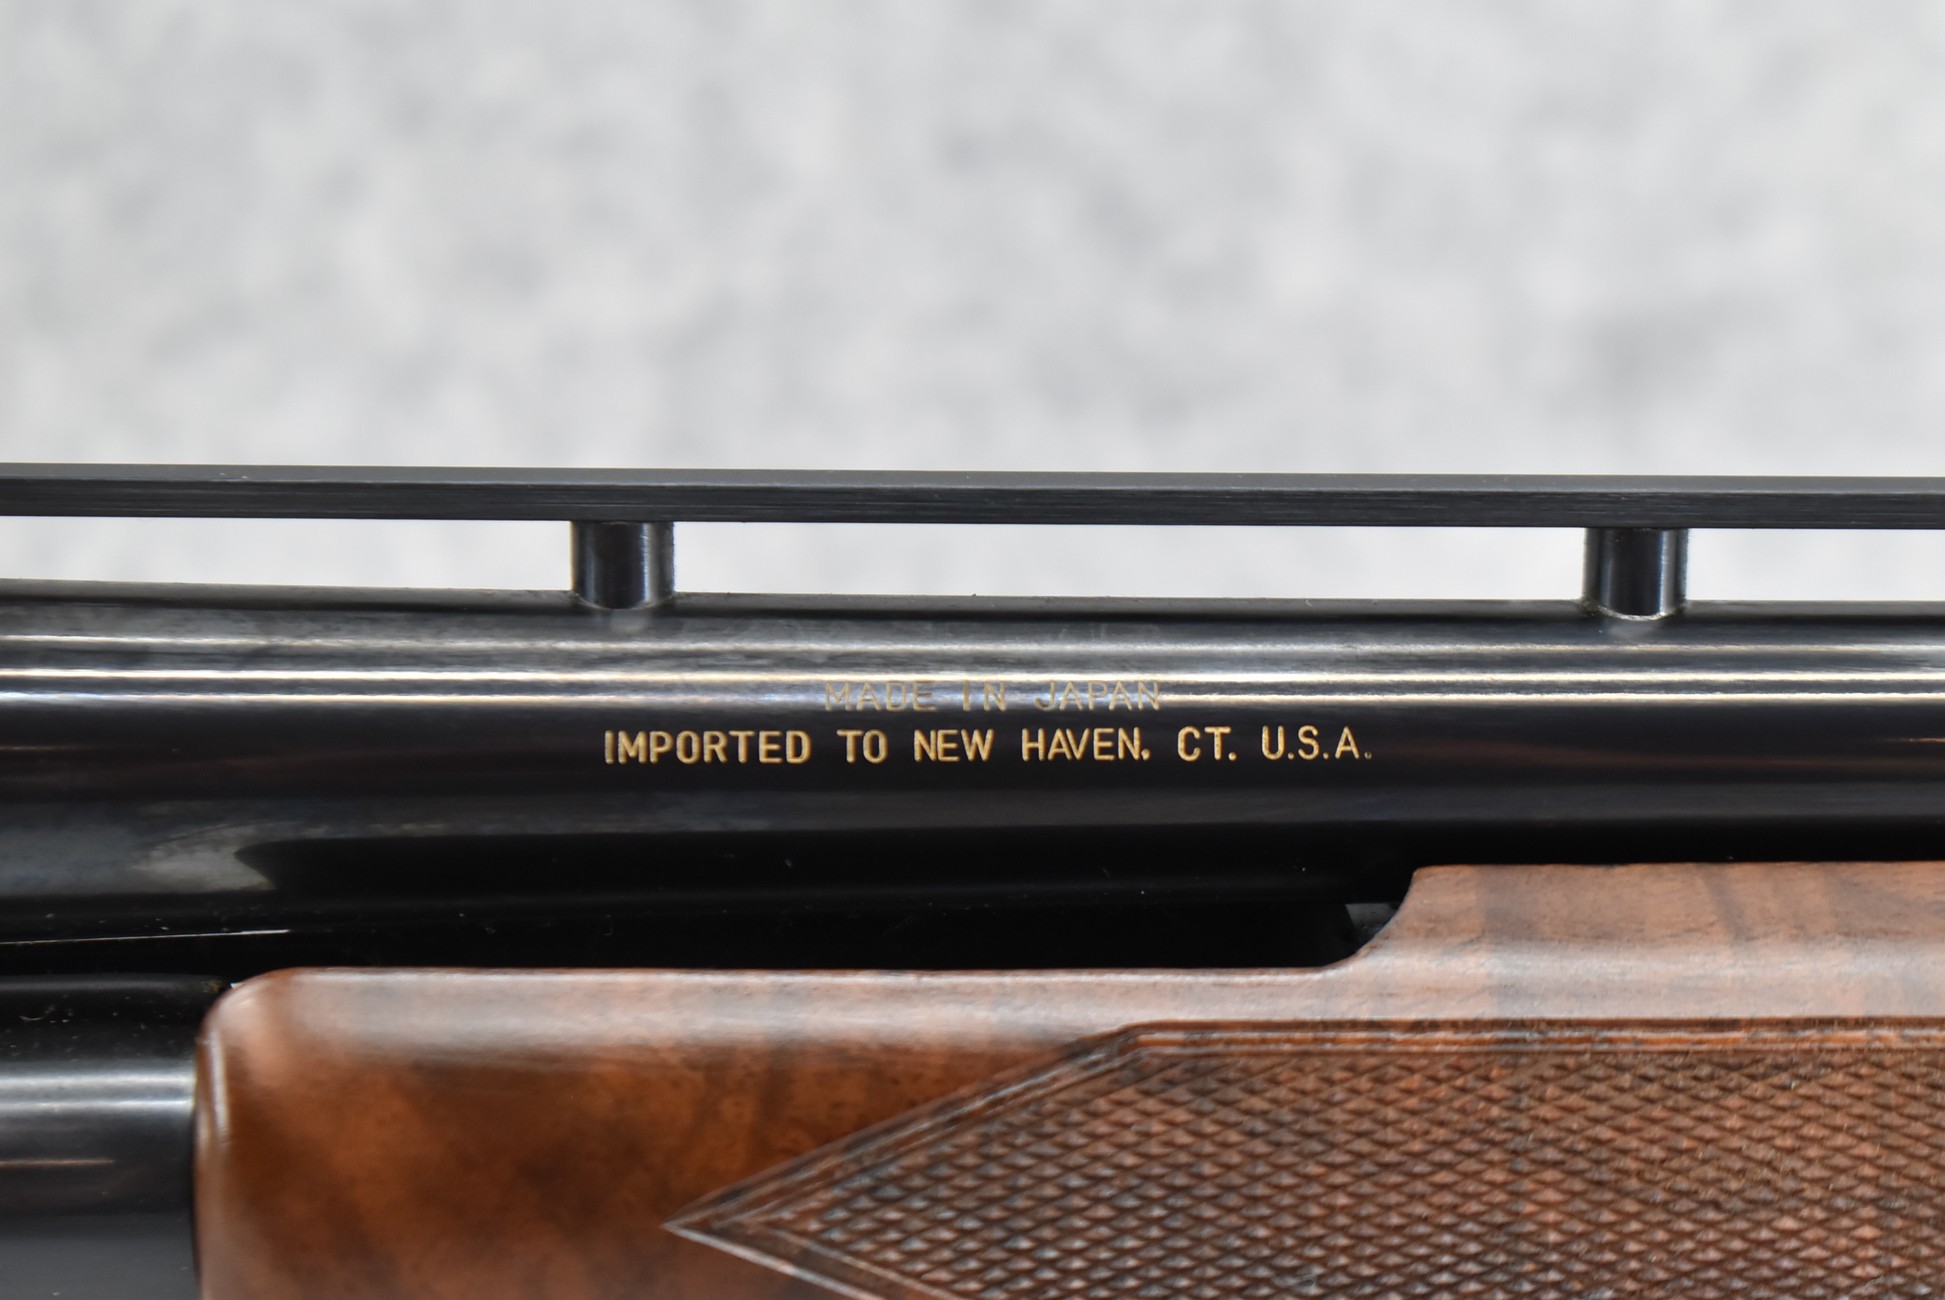 MADE IN JAPAN
IMPORTED TO NEW HAVEN. CT. U.S.A.